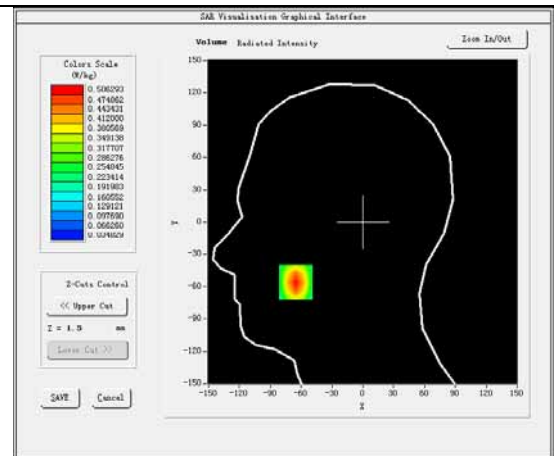 SAR Visualisation Graphical Interface
Volume Radiated Intensity
Zoom In/Out
Colors Scale
(W/kg)
0.506293
0.474862
0.443431
0.412000
0.380569
0.349138
0.317707
0.286276
0.254845
0.223414
0.191983
0.160552
0.129121
0.097690
0.066260
0.034829
Z-Cuts Control
<< Upper Cut
Z = 1.5 mm
Lower Cut >>
SAVE Cancel
150
120
90
60
30
0
-30
-60
-90
-120
-150
Y
-150 -120 -90 -60 -30 0 30 60 90 120 150
X